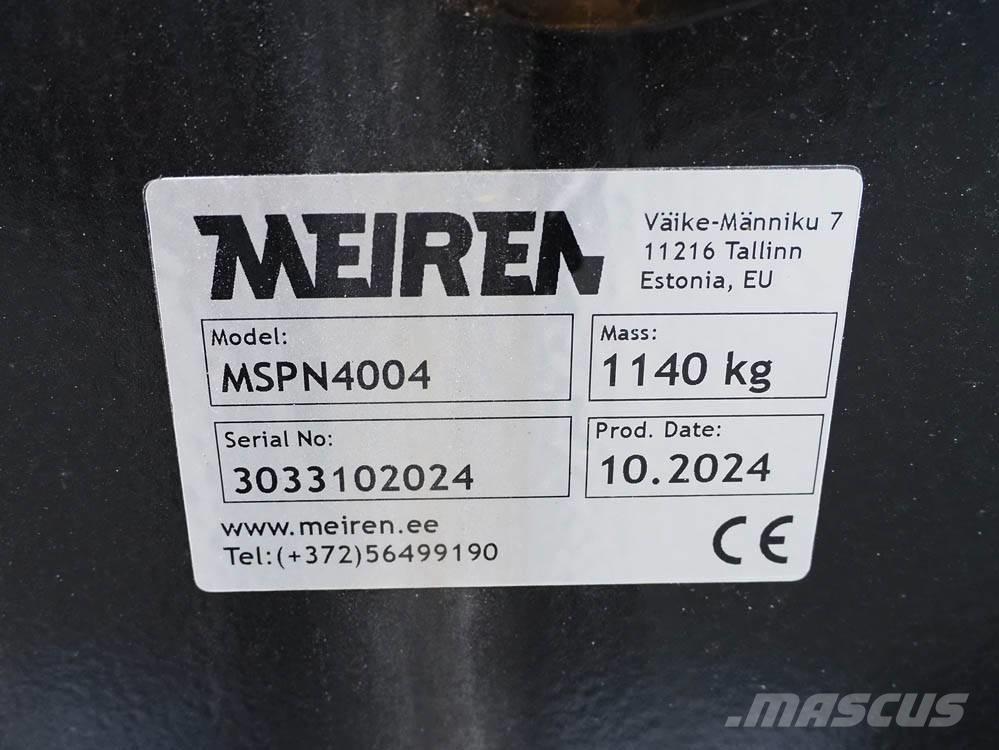 MEIREN
Väike-Männiku 7
11216 Tallinn
Estonia, EU
Model:
MSPN4004
Mass:
1140 kg
Serial No:
3033102024
Prod. Date:
10.2024
www.meiren.ee
Tel:(+372)56499190
CE
MASCUS